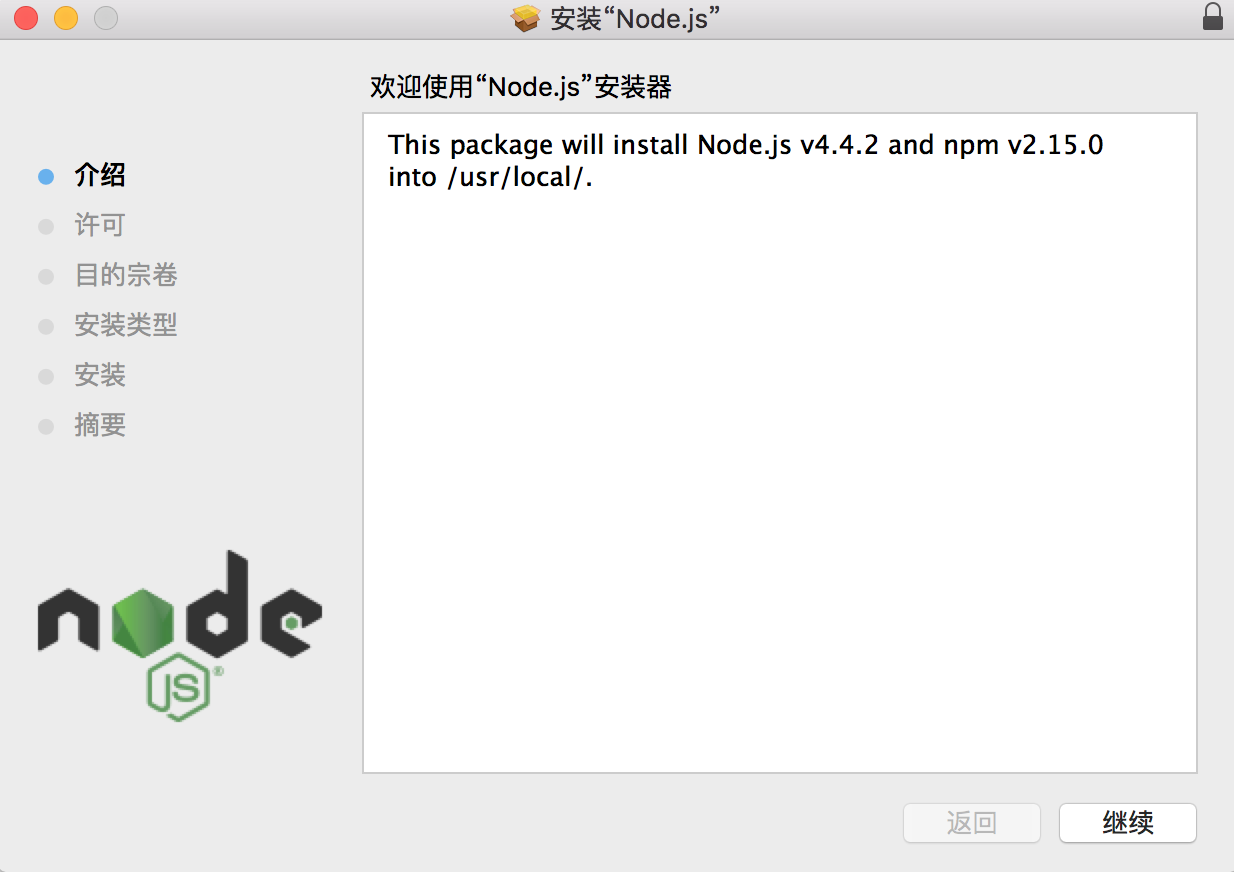 安装“Node.js”
欢迎使用“Node.js”安装器
This package will install Node.js v4.4.2 and npm v2.15.0
into /usr/local/.
介绍
许可
目的宗卷
安装类型
安装
摘要
node
JS®
返回
继续